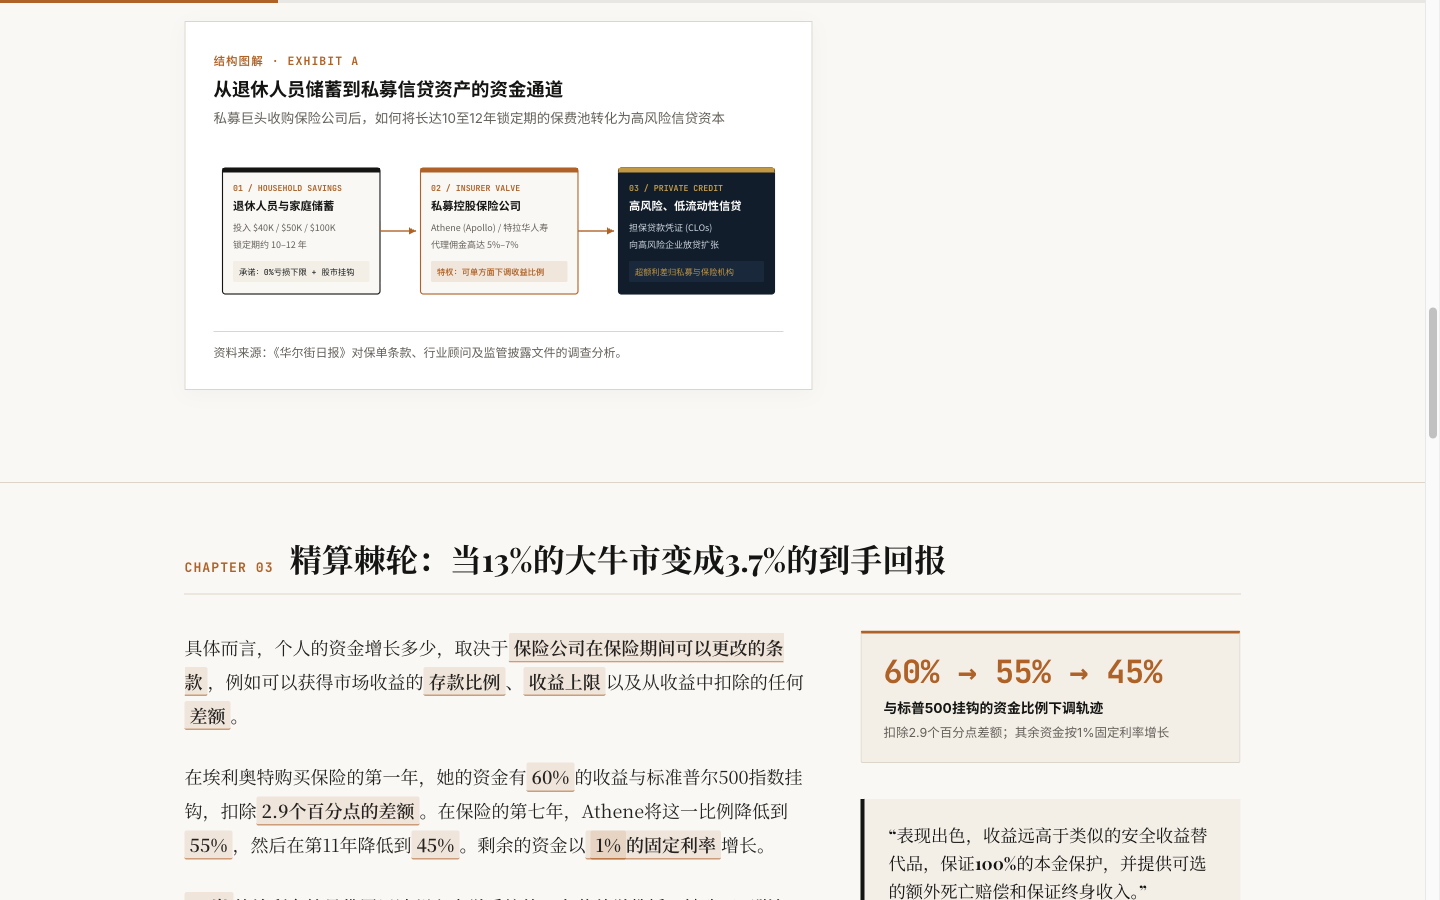 结构图解 · EXHIBIT A
从退休人员储蓄到私募信贷资产的资金通道
私募巨头收购保险公司后，如何将长达10至12年锁定期的保费池转化为高风险信贷资本
01 / HOUSEHOLD SAVINGS
退休人员与家庭储蓄
投入 $40K / $50K / $100K
锁定期约 10–12 年
承诺：0%亏损下限 + 股市挂钩
02 / INSURER VALVE
私募控股保险公司
Athene (Apollo) / 特拉华人寿
代理佣金高达 5%–7%
特权：可单方面下调收益比例
03 / PRIVATE CREDIT
高风险、低流动性信贷
担保贷款凭证 (CLOs)
向高风险企业放贷扩张
超额利差归私募与保险机构
资料来源：《华尔街日报》对保单条款、行业顾问及监管披露文件的调查分析。
CHAPTER 03 精算棘轮：当13%的大牛市变成3.7%的到手回报
具体而言，个人的资金增长多少，取决于保险公司在保险期间可以更改的条
款，例如可以获得市场收益的存款比例、收益上限以及从收益中扣除的任何
差额。
在埃利奥特购买保险的第一年，她的资金有60%的收益与标准普尔500指数挂
钩，扣除2.9个百分点的差额。在保险的第七年，Athene将这一比例降低到
55%，然后在第11年降低到45%。剩余的资金以1%的固定利率增长。
60% → 55% → 45%
与标普500挂钩的资金比例下调轨迹
扣除2.9个百分点差额；其余资金按1%固定利率增长
“表现出色，收益远高于类似的安全收益替
代品，保证100%的本金保护，并提供可选
的额外死亡赔偿和保证终身收入。”